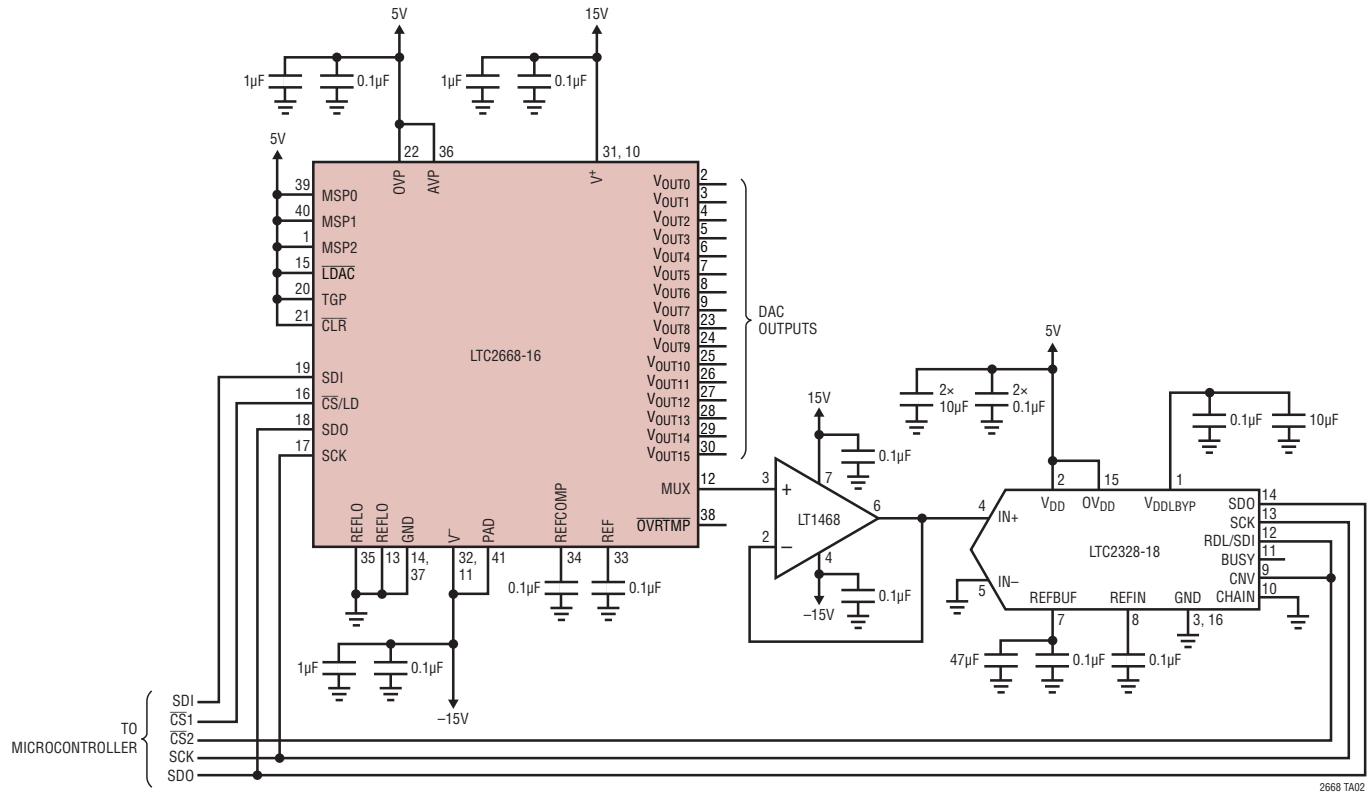 5V
15V
1µF
0.1µF
1µF
0.1µF
5V
22
36
31, 10
OVP
AVP
V+
39
MSP0
40
MSP1
1
MSP2
15
LDAC
20
TGP
21
CLR
LTC2668-16
19
SDI
16
CS/LD
18
SDO
17
SCK
VOUT0
2
VOUT1
3
VOUT2
4
VOUT3
5
VOUT4
6
VOUT5
7
VOUT6
8
VOUT7
9
VOUT8
23
VOUT9
24
VOUT10
25
VOUT11
26
VOUT12
27
VOUT13
28
VOUT14
29
VOUT15
30
DAC
OUTPUTS
MUX
12
OVRTMP
38
REFLO
REFLO
GND
V–
PAD
REFCOMP
REF
35
13
14,
37
32,
11
41
34
33
0.1µF
0.1µF
1µF
0.1µF
–15V
15V
0.1µF
3
+
7
LT1468
6
2
–
4
0.1µF
–15V
5V
2×
10µF
2×
0.1µF
0.1µF
10µF
2
15
1
VDD
OVDD
VDDLBYP
4
IN+
LTC2328-18
5
IN–
SDO
14
SCK
13
RDL/SDI
12
BUSY
11
CNV
9
CHAIN
10
REFBUF
REFIN
GND
7
8
3, 16
47µF
0.1µF
0.1µF
TO
MICROCONTROLLER
SDI
CS1
CS2
SCK
SDO
2668 TA02